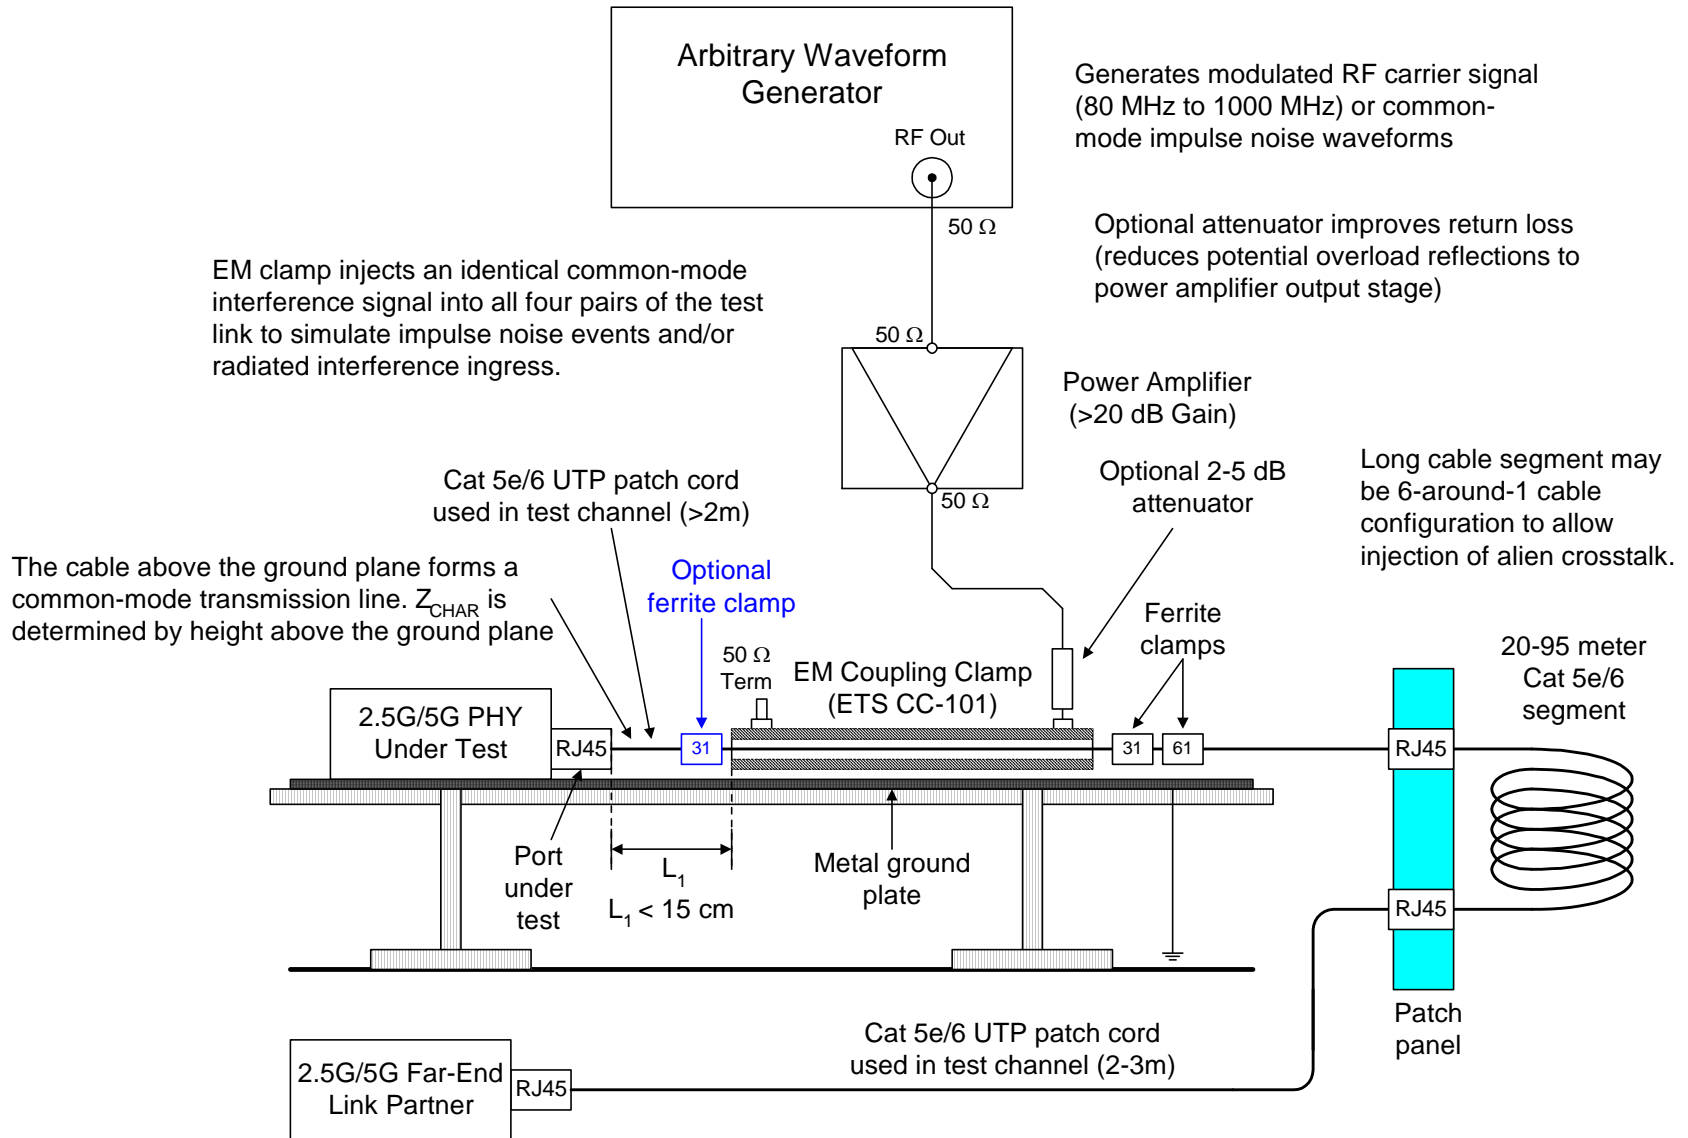 Arbitrary Waveform
Generator
RF Out
50 Ω
Generates modulated RF carrier signal
(80 MHz to 1000 MHz) or common-
mode impulse noise waveforms
Optional attenuator improves return loss
(reduces potential overload reflections to
power amplifier output stage)
EM clamp injects an identical common-mode
interference signal into all four pairs of the test
link to simulate impulse noise events and/or
radiated interference ingress.
50 Ω
Power Amplifier
(>20 dB Gain)
50 Ω
Optional 2-5 dB
attenuator
Long cable segment may
be 6-around-1 cable
configuration to allow
injection of alien crosstalk.
Cat 5e/6 UTP patch cord
used in test channel (>2m)
The cable above the ground plane forms a
common-mode transmission line. Z_CHAR is
determined by height above the ground plane
Optional
ferrite clamp
50 Ω
Term
EM Coupling Clamp
(ETS CC-101)
Ferrite
clamps
20-95 meter
Cat 5e/6
segment
2.5G/5G PHY
Under Test
RJ45
31
31
61
RJ45
Port
under
test
L₁
L₁ < 15 cm
Metal ground
plate
RJ45
Patch
panel
Cat 5e/6 UTP patch cord
used in test channel (2-3m)
2.5G/5G Far-End
Link Partner
RJ45